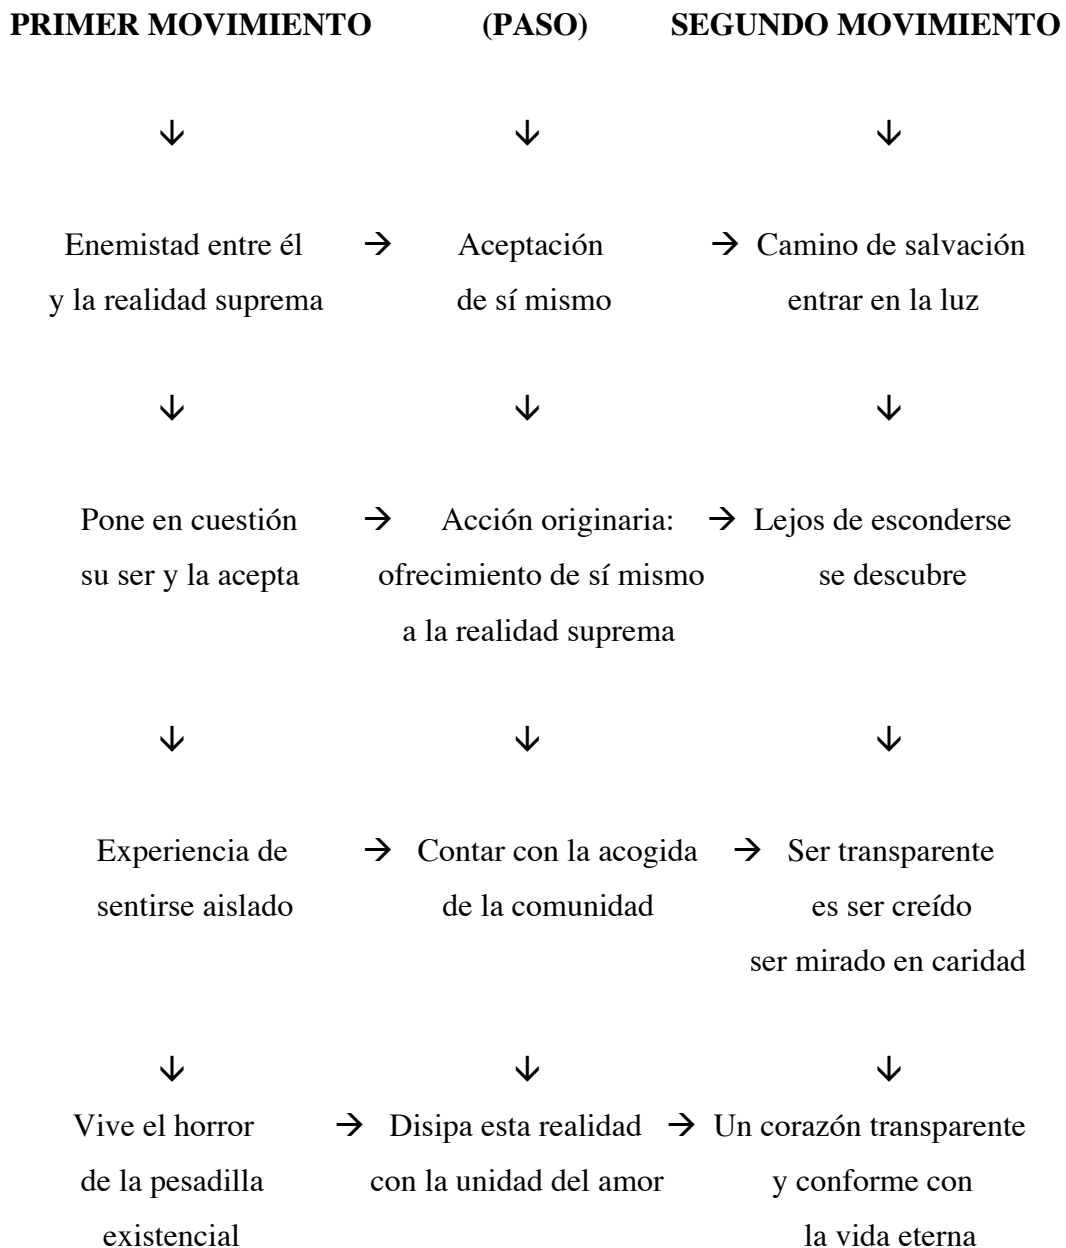 PRIMER MOVIMIENTO (PASO) SEGUNDO MOVIMIENTO
↓ ↓ ↓
Enemistad entre él → Aceptación → Camino de salvación
y la realidad suprema de sí mismo entrar en la luz
↓ ↓ ↓
Pone en cuestión → Acción originaria: → Lejos de esconderse
su ser y la acepta ofrecimiento de sí mismo se descubre
a la realidad suprema
↓ ↓ ↓
Experiencia de → Contar con la acogida → Ser transparente
sentirse aislado de la comunidad es ser creído
ser mirado en caridad
↓ ↓ ↓
Vive el horror → Disipa esta realidad → Un corazón transparente
de la pesadilla con la unidad del amor y conforme con
existencial la vida eterna